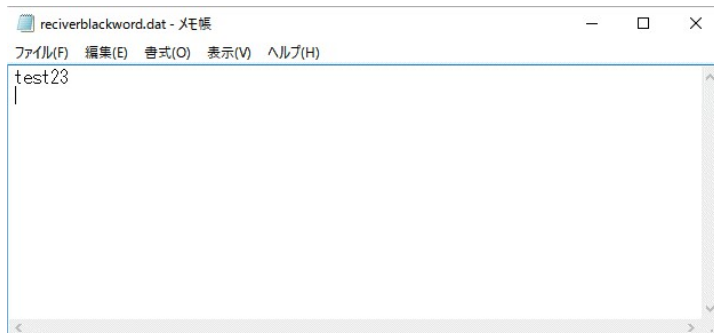 reciverblackword.dat - メモ帳
ファイル(F) 編集(E) 書式(O) 表示(V) ヘルプ(H)
test23